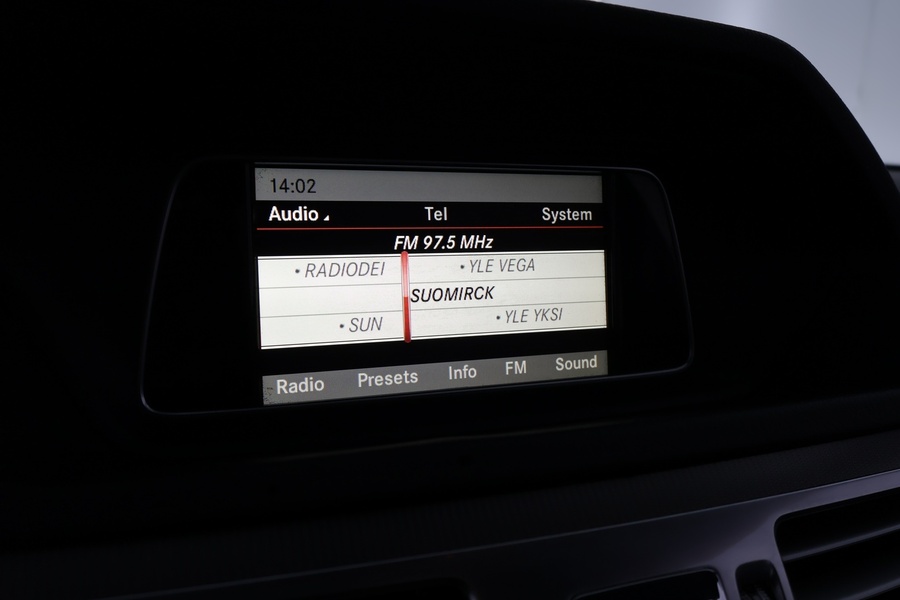 14:02
Audio Tel System
FM 97.5 MHz
• RADIODEI • YLE VEGA
SUOMIRCK
• SUN • YLE YKSI
Radio Presets Info FM Sound